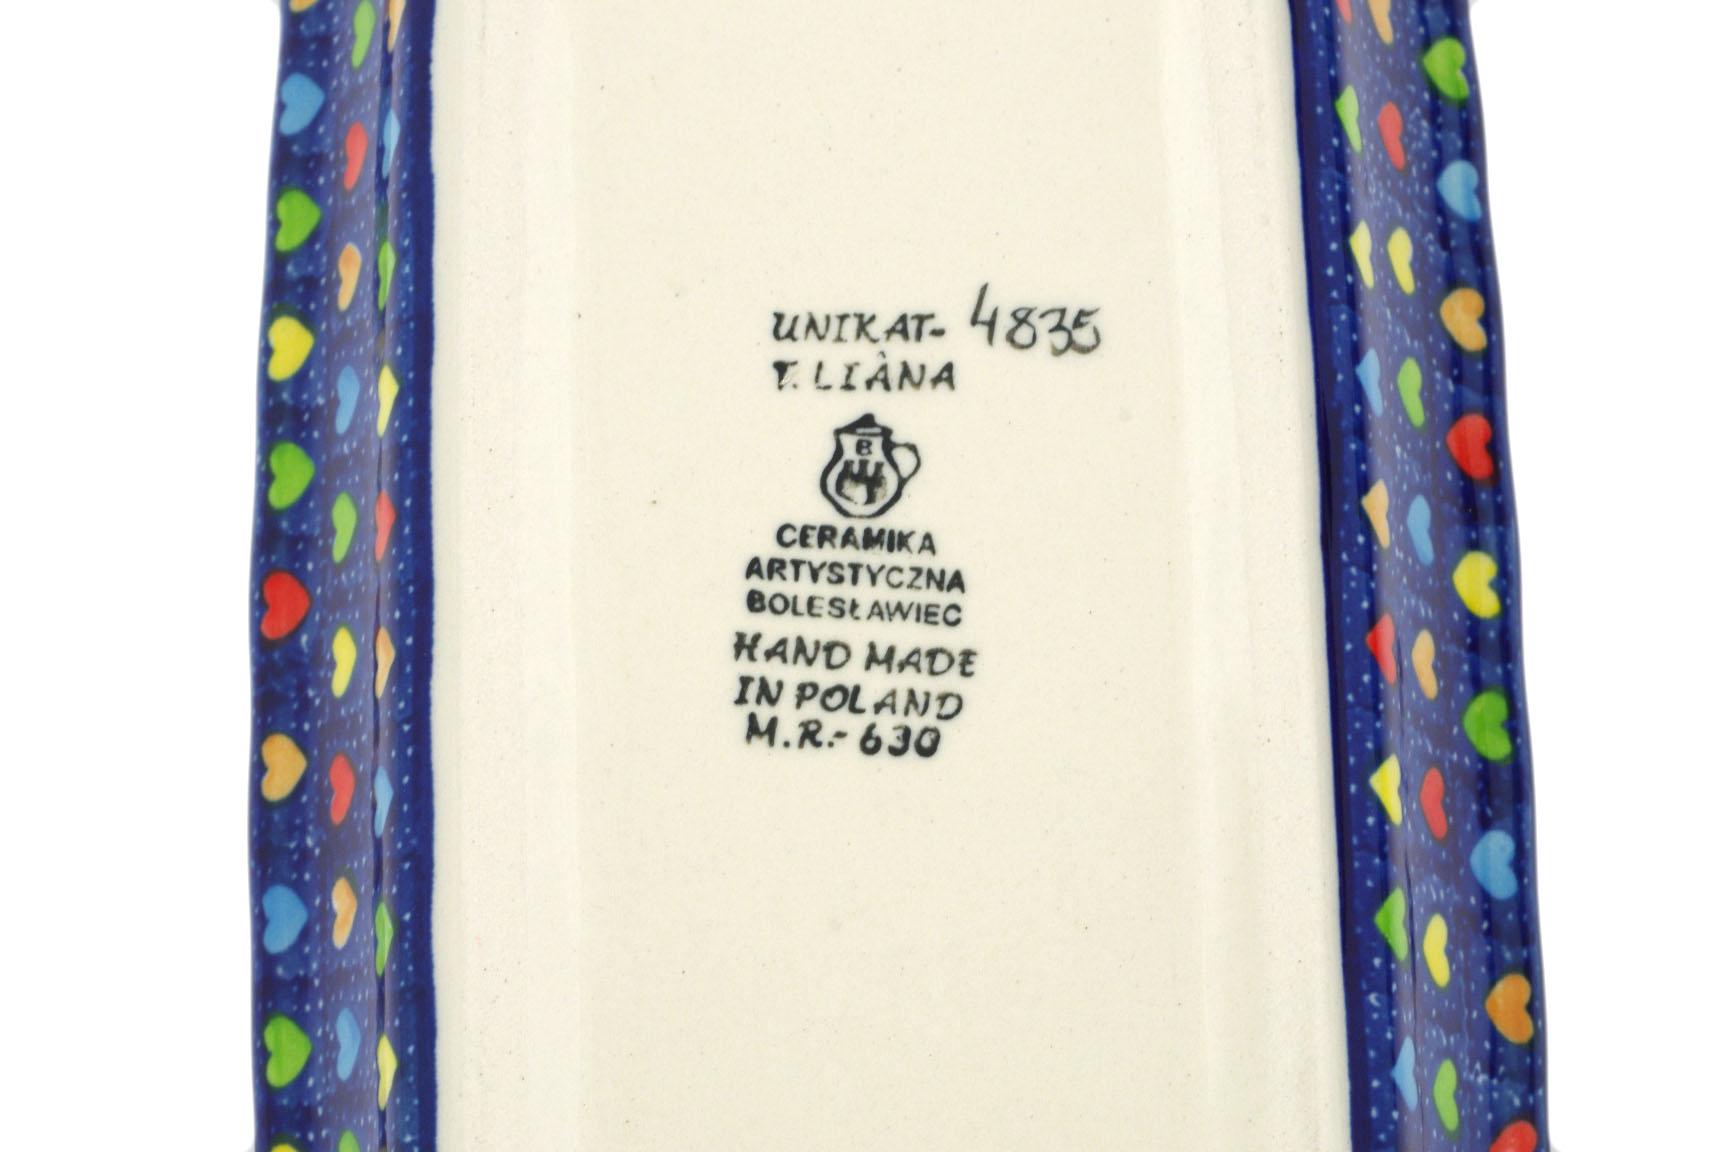 UNIKAT- 4835
T. LIÀNA
B
CERAMIKA
ARTYSTYCZNA
BOLESŁAWIEC
HAND MADE
IN POLAND
M.R.- 630